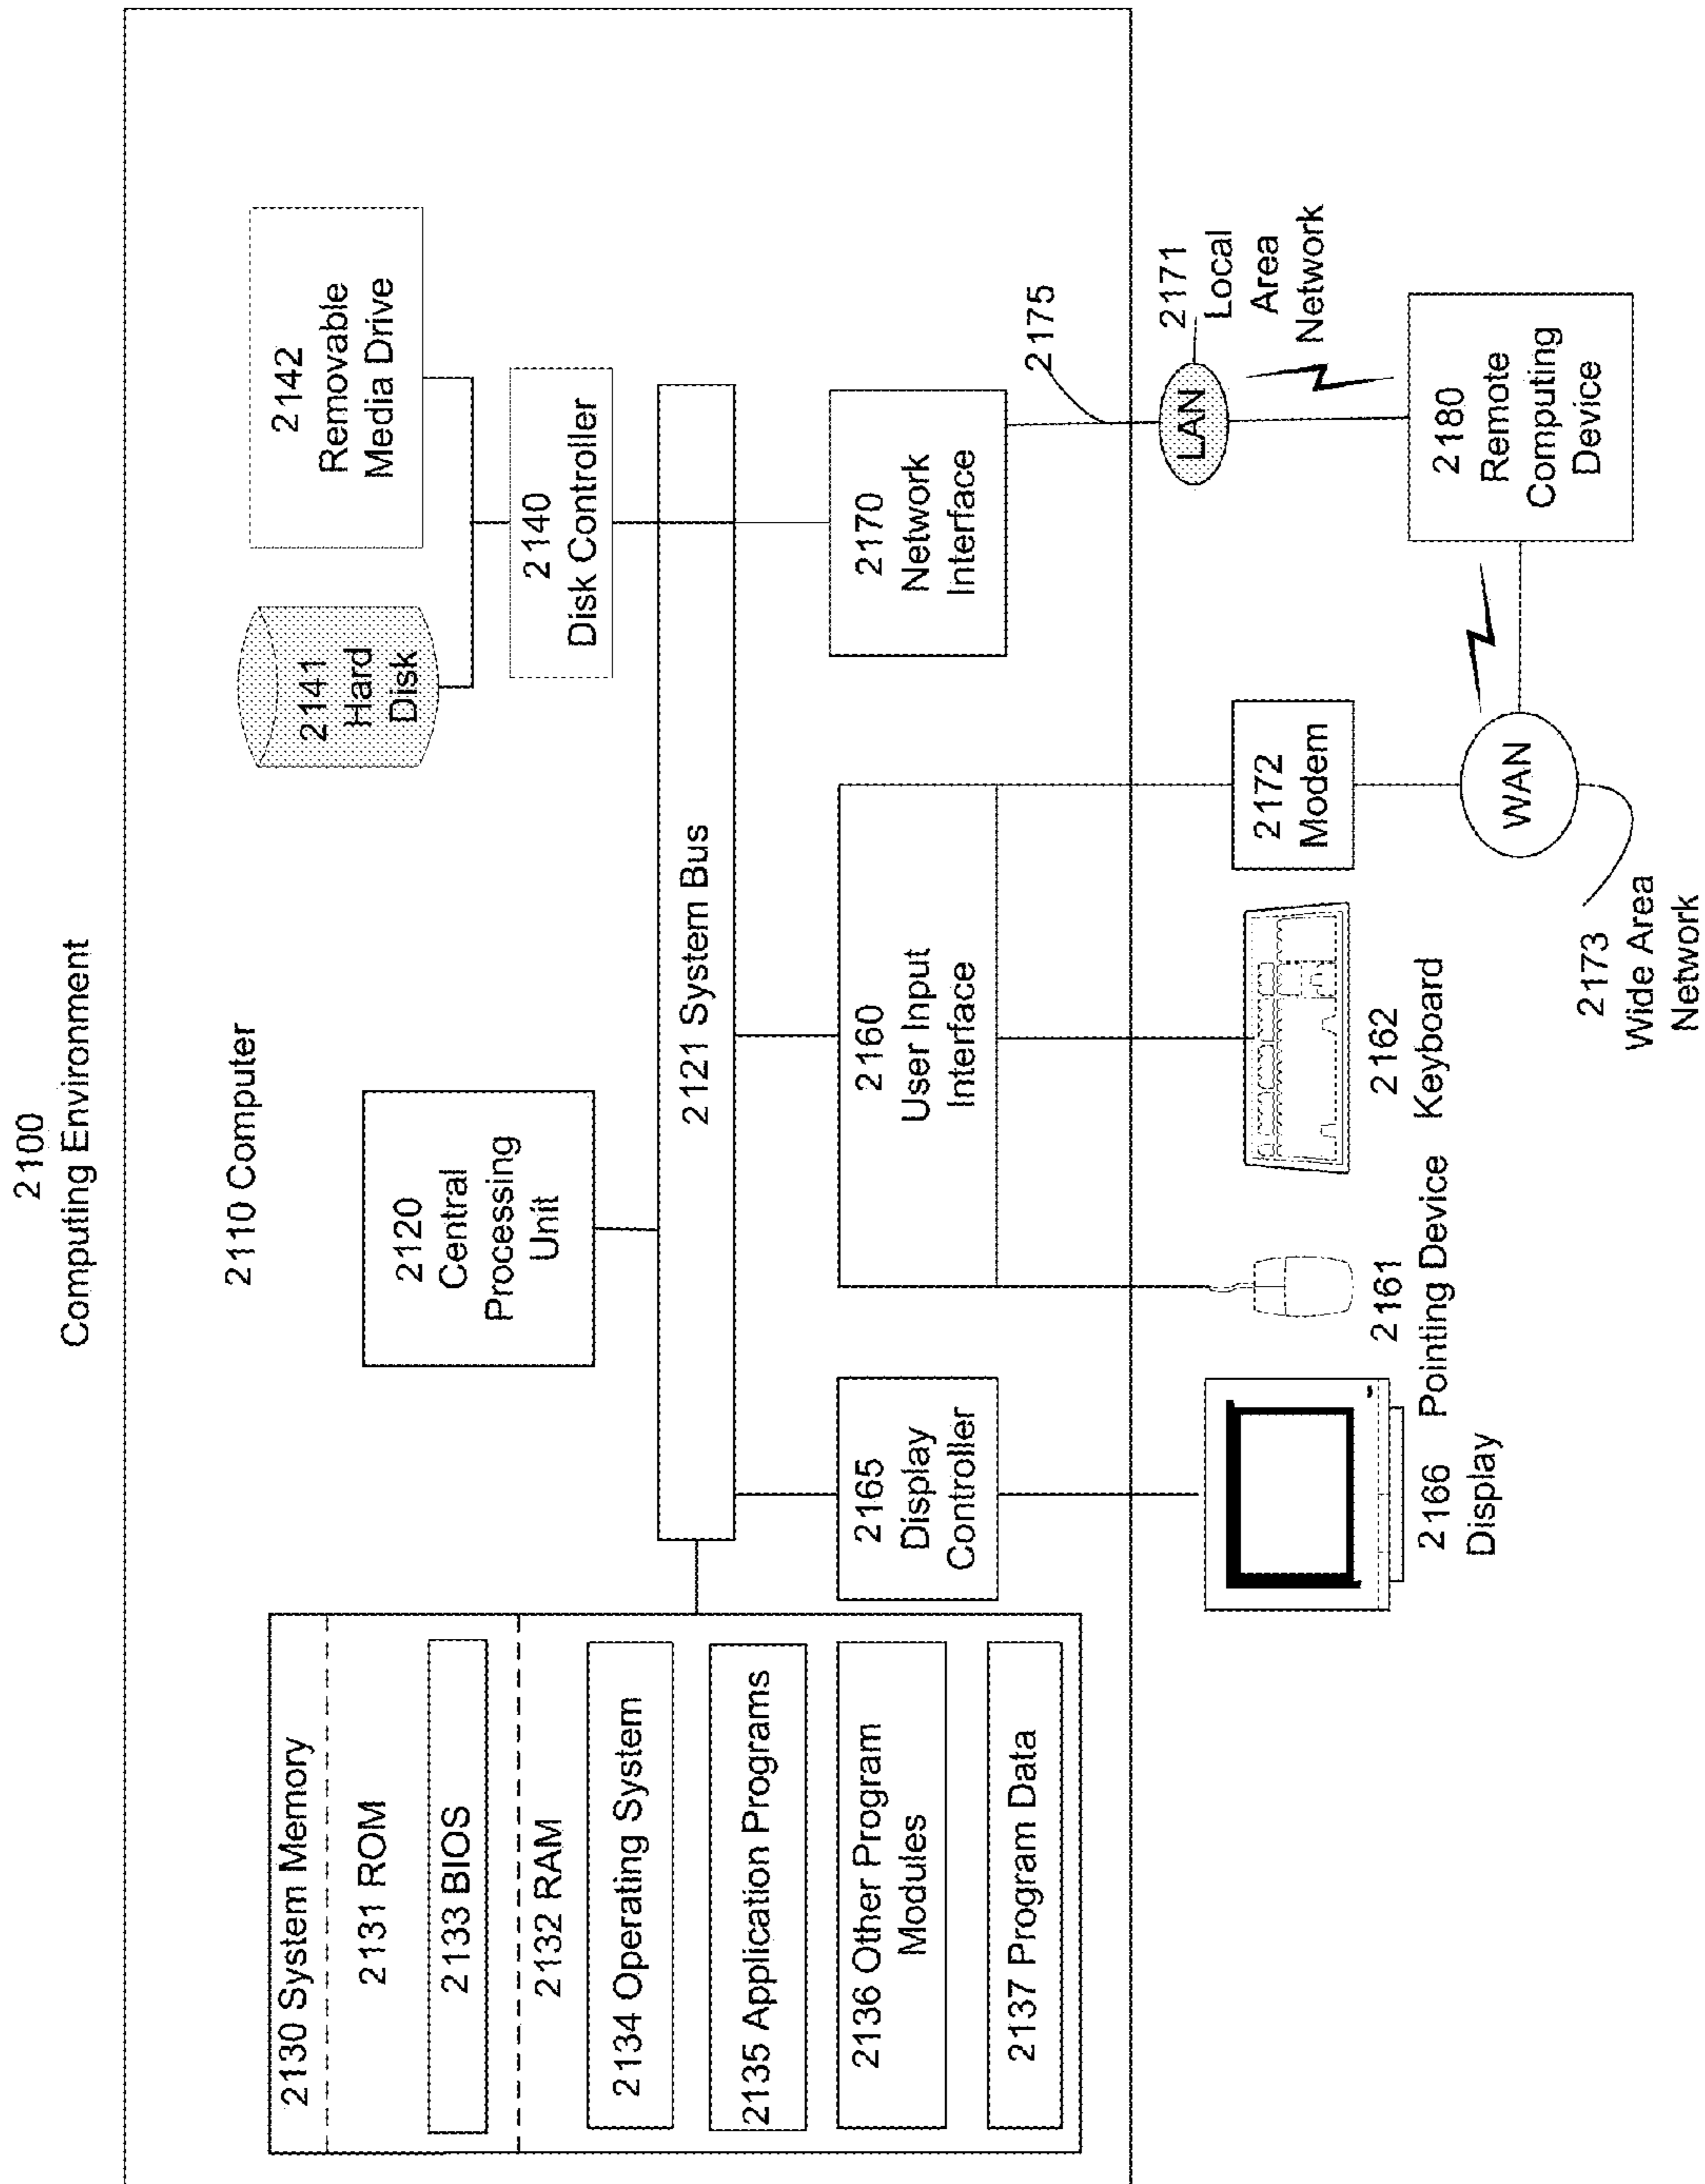 2100
Computing Environment
2110 Computer
2130 System Memory
2131 ROM
2133 BIOS
2132 RAM
2134 Operating System
2135 Application Programs
2136 Other Program
Modules
2137 Program Data
2120
Central
Processing
Unit
2141
Hard
Disk
2142
Removable
Media Drive
2140
Disk Controller
2121 System Bus
2165
Display
Controller
2160
User Input
Interface
2170
Network
Interface
2175
2166
Display
2161
Pointing Device
2162
Keyboard
2172
Modem
LAN
2171
Local
Area
Network
WAN
2173
Wide Area
Network
2180
Remote
Computing
Device